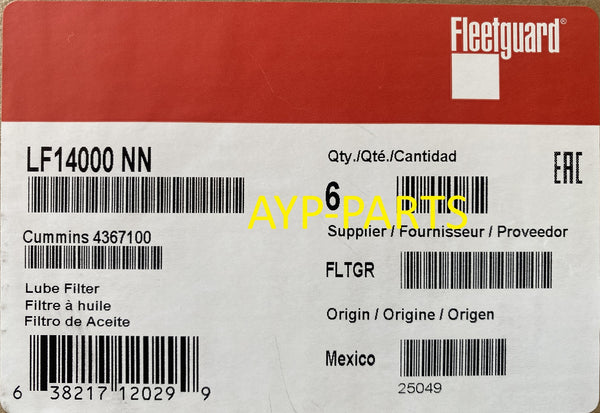 Fleetguard®
LF14000 NN
Qty./Qté./Cantidad
6
EAC
AYP-PARTS
Cummins 4367100
Supplier / Fournisseur / Proveedor
FLTGR
Lube Filter
Filtre à huile
Filtro de Aceite
Origin / Origine / Origen
Mexico
25049
6 38217 12029 9